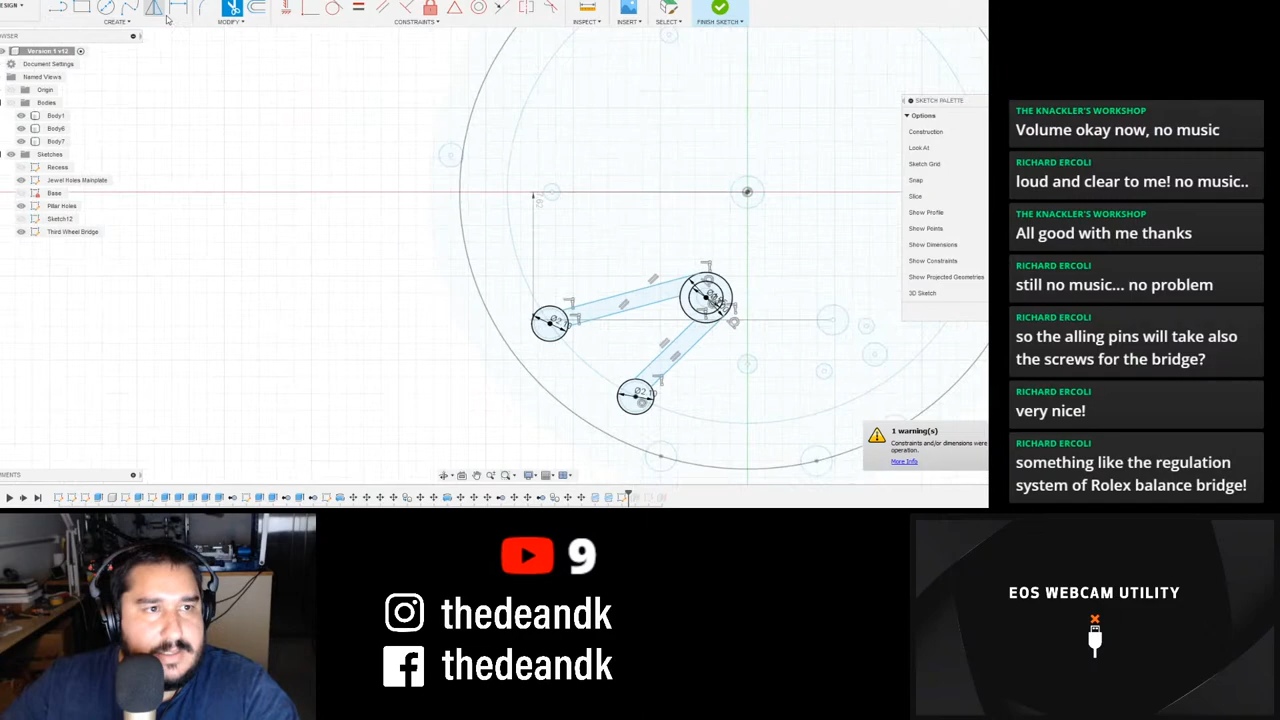 ESIGN
CREATE
MODIFY
CONSTRAINTS
INSPECT
INSERT
SELECT
FINISH SKETCH
ROWSER
Version 1 v12
Document Settings
Named Views
Origin
Bodies
Body1
Body6
Body7
Sketches
Recess
Jewel Holes Mainplate
Base
Pillar Holes
Sketch12
Third Wheel Bridge
OMMENTS
SKETCH PALETTE
Options
Construction
Look At
Sketch Grid
Snap
Slice
Show Profile
Show Points
Show Dimensions
Show Constraints
Show Projected Geometries
3D Sketch
1 warning(s)
Constraints and/or dimensions were
operation.
More Info
THE KNACKLER'S WORKSHOP
Volume okay now, no music
RICHARD ERCOLI
loud and clear to me! no music..
THE KNACKLER'S WORKSHOP
All good with me thanks
RICHARD ERCOLI
still no music... no problem
RICHARD ERCOLI
so the alling pins will take also
the screws for the bridge?
RICHARD ERCOLI
very nice!
RICHARD ERCOLI
something like the regulation
system of Rolex balance bridge!
9
thedeandk
thedeandk
EOS WEBCAM UTILITY